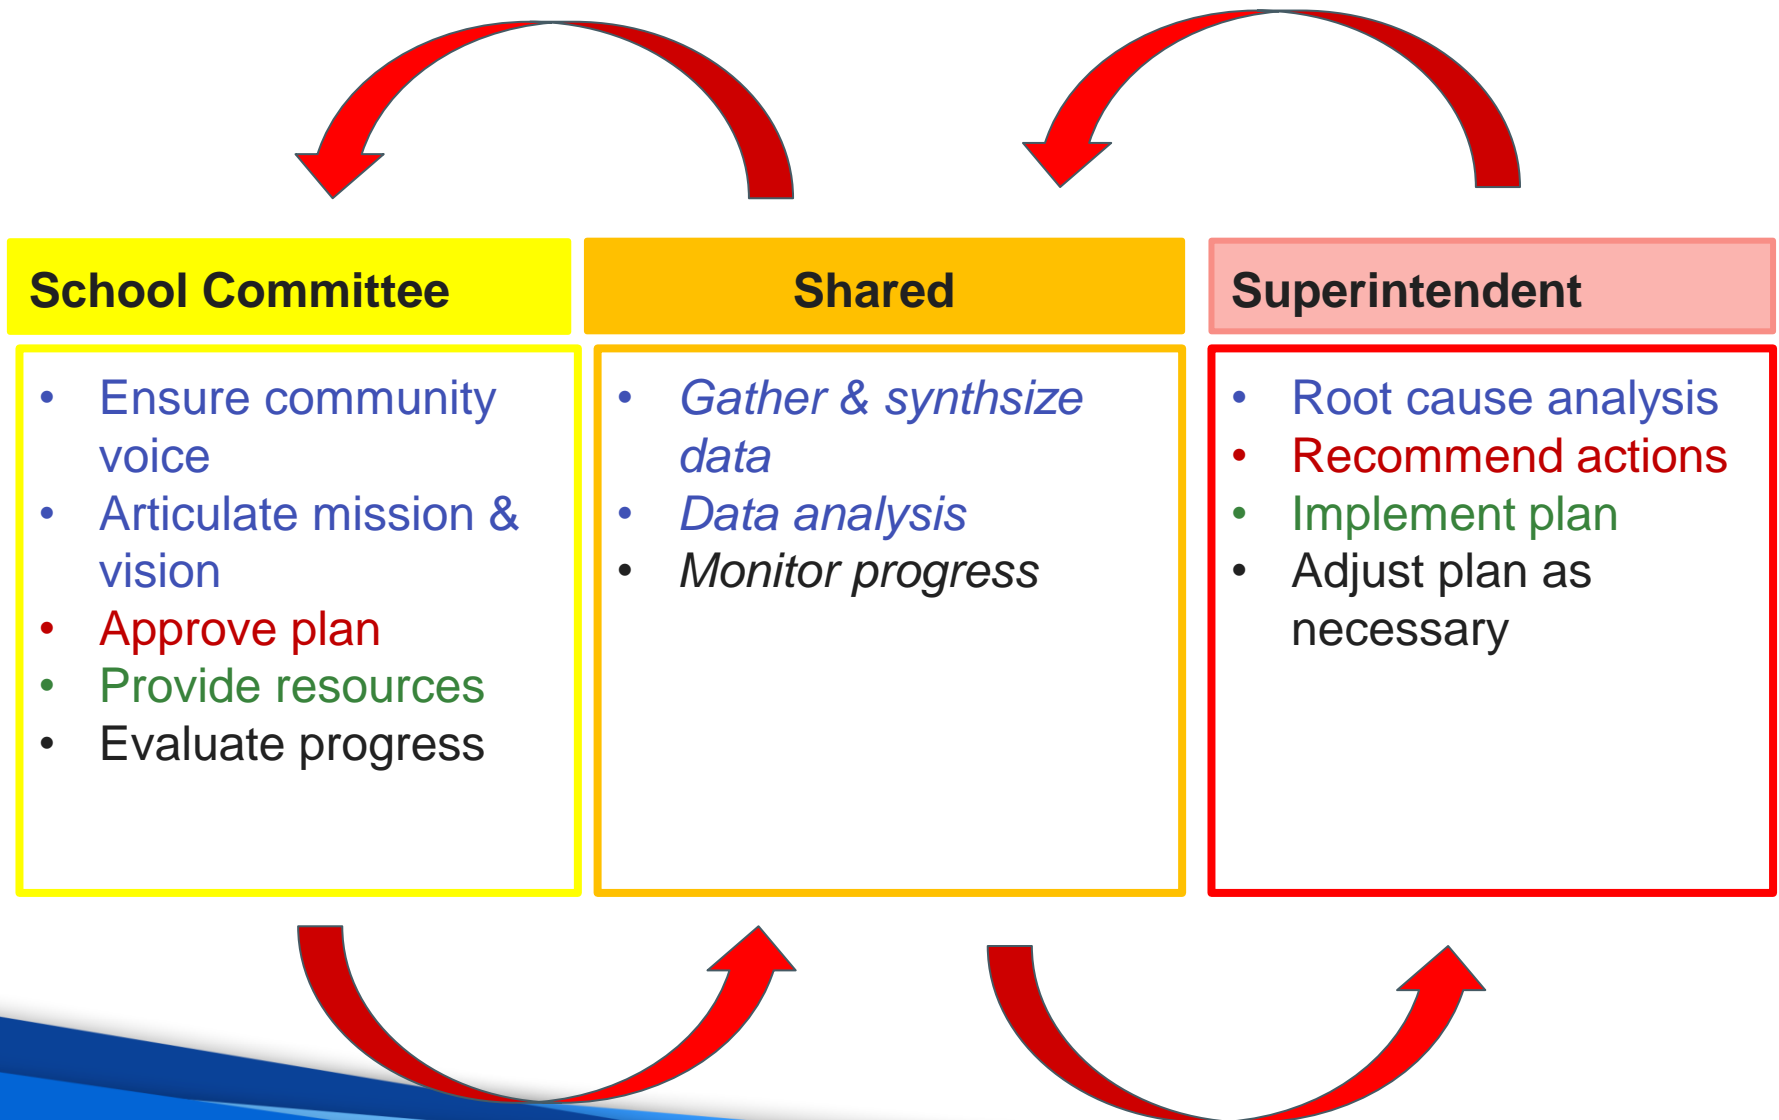 School Committee
Shared
Superintendent
• Ensure community
voice
• Articulate mission &
vision
• Approve plan
• Provide resources
• Evaluate progress
• Gather & synthsize
data
• Data analysis
• Monitor progress
• Root cause analysis
• Recommend actions
• Implement plan
• Adjust plan as
necessary